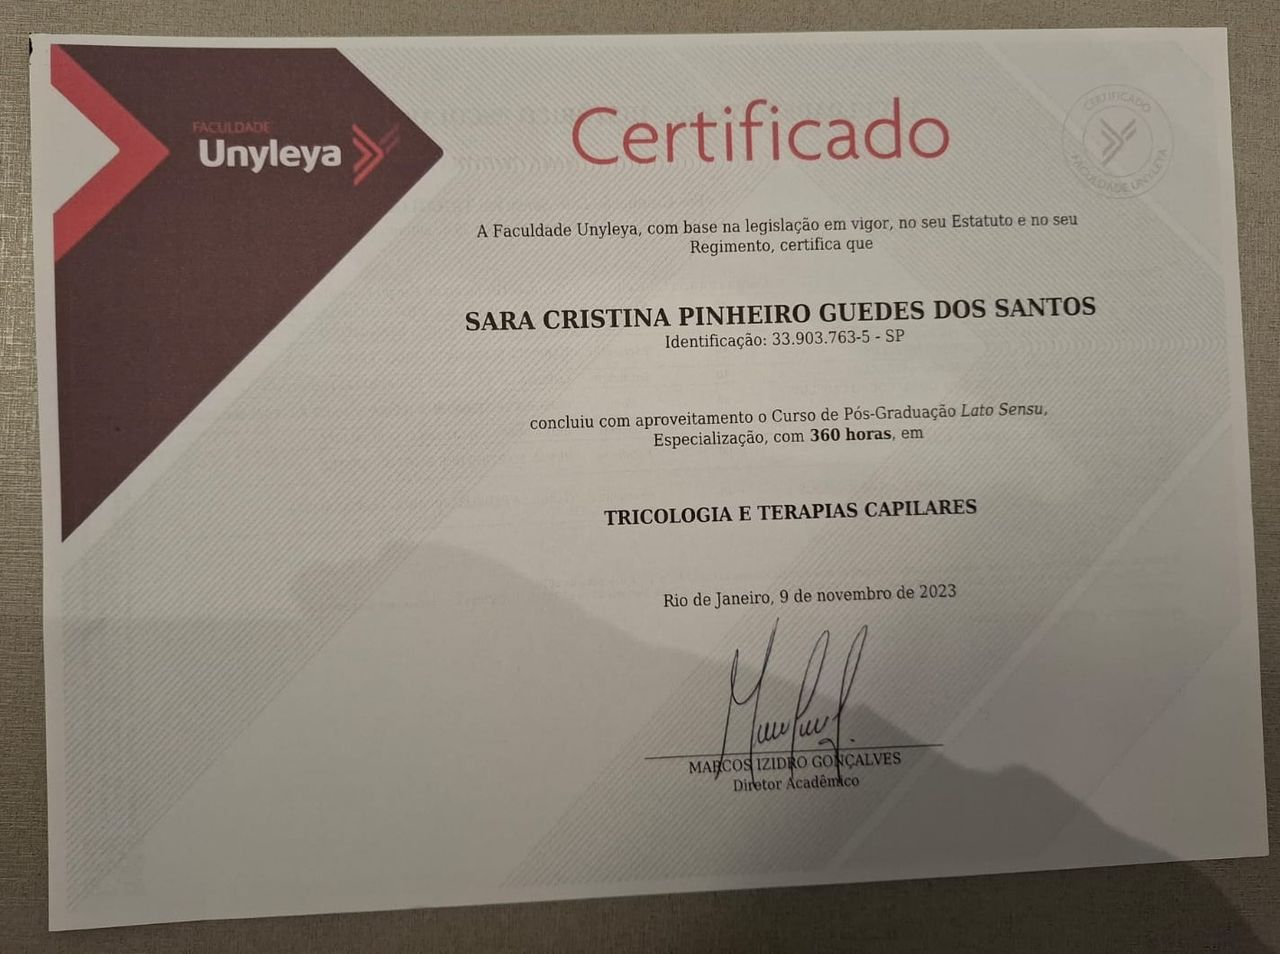 FACULDADE
Unyleya
Certificado
CERTIFICADO
FACULDADE UNYLEYA
A Faculdade Unyleya, com base na legislação em vigor, no seu Estatuto e no seu
Regimento, certifica que
SARA CRISTINA PINHEIRO GUEDES DOS SANTOS
Identificação: 33.903.763-5 - SP
concluiu com aproveitamento o Curso de Pós-Graduação Lato Sensu,
Especialização, com 360 horas, em
TRICOLOGIA E TERAPIAS CAPILARES
Rio de Janeiro, 9 de novembro de 2023
MARCOS IZIDRO GONÇALVES
Diretor Acadêmico